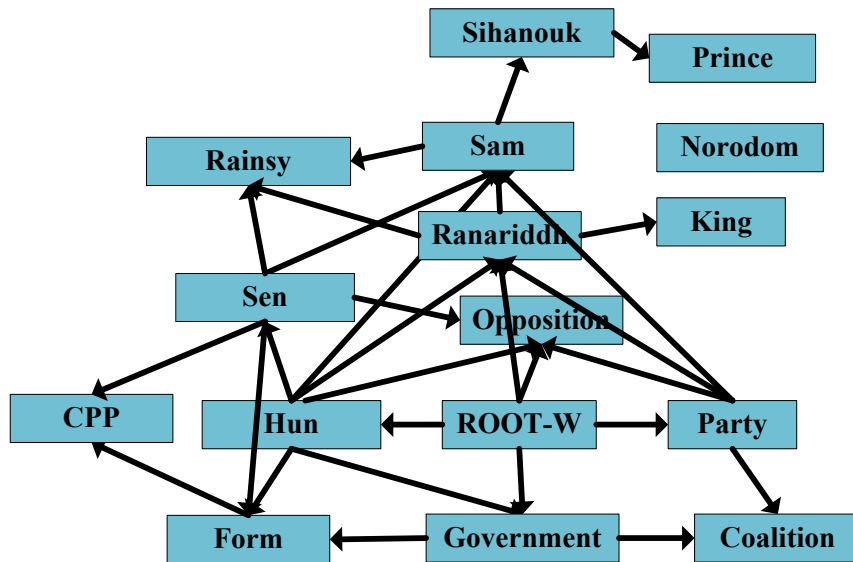 Sihanouk
Prince
Rainsy
Sam
Norodom
Ranariddh
King
Sen
Opposition
CPP
Hun
ROOT-W
Party
Form
Government
Coalition